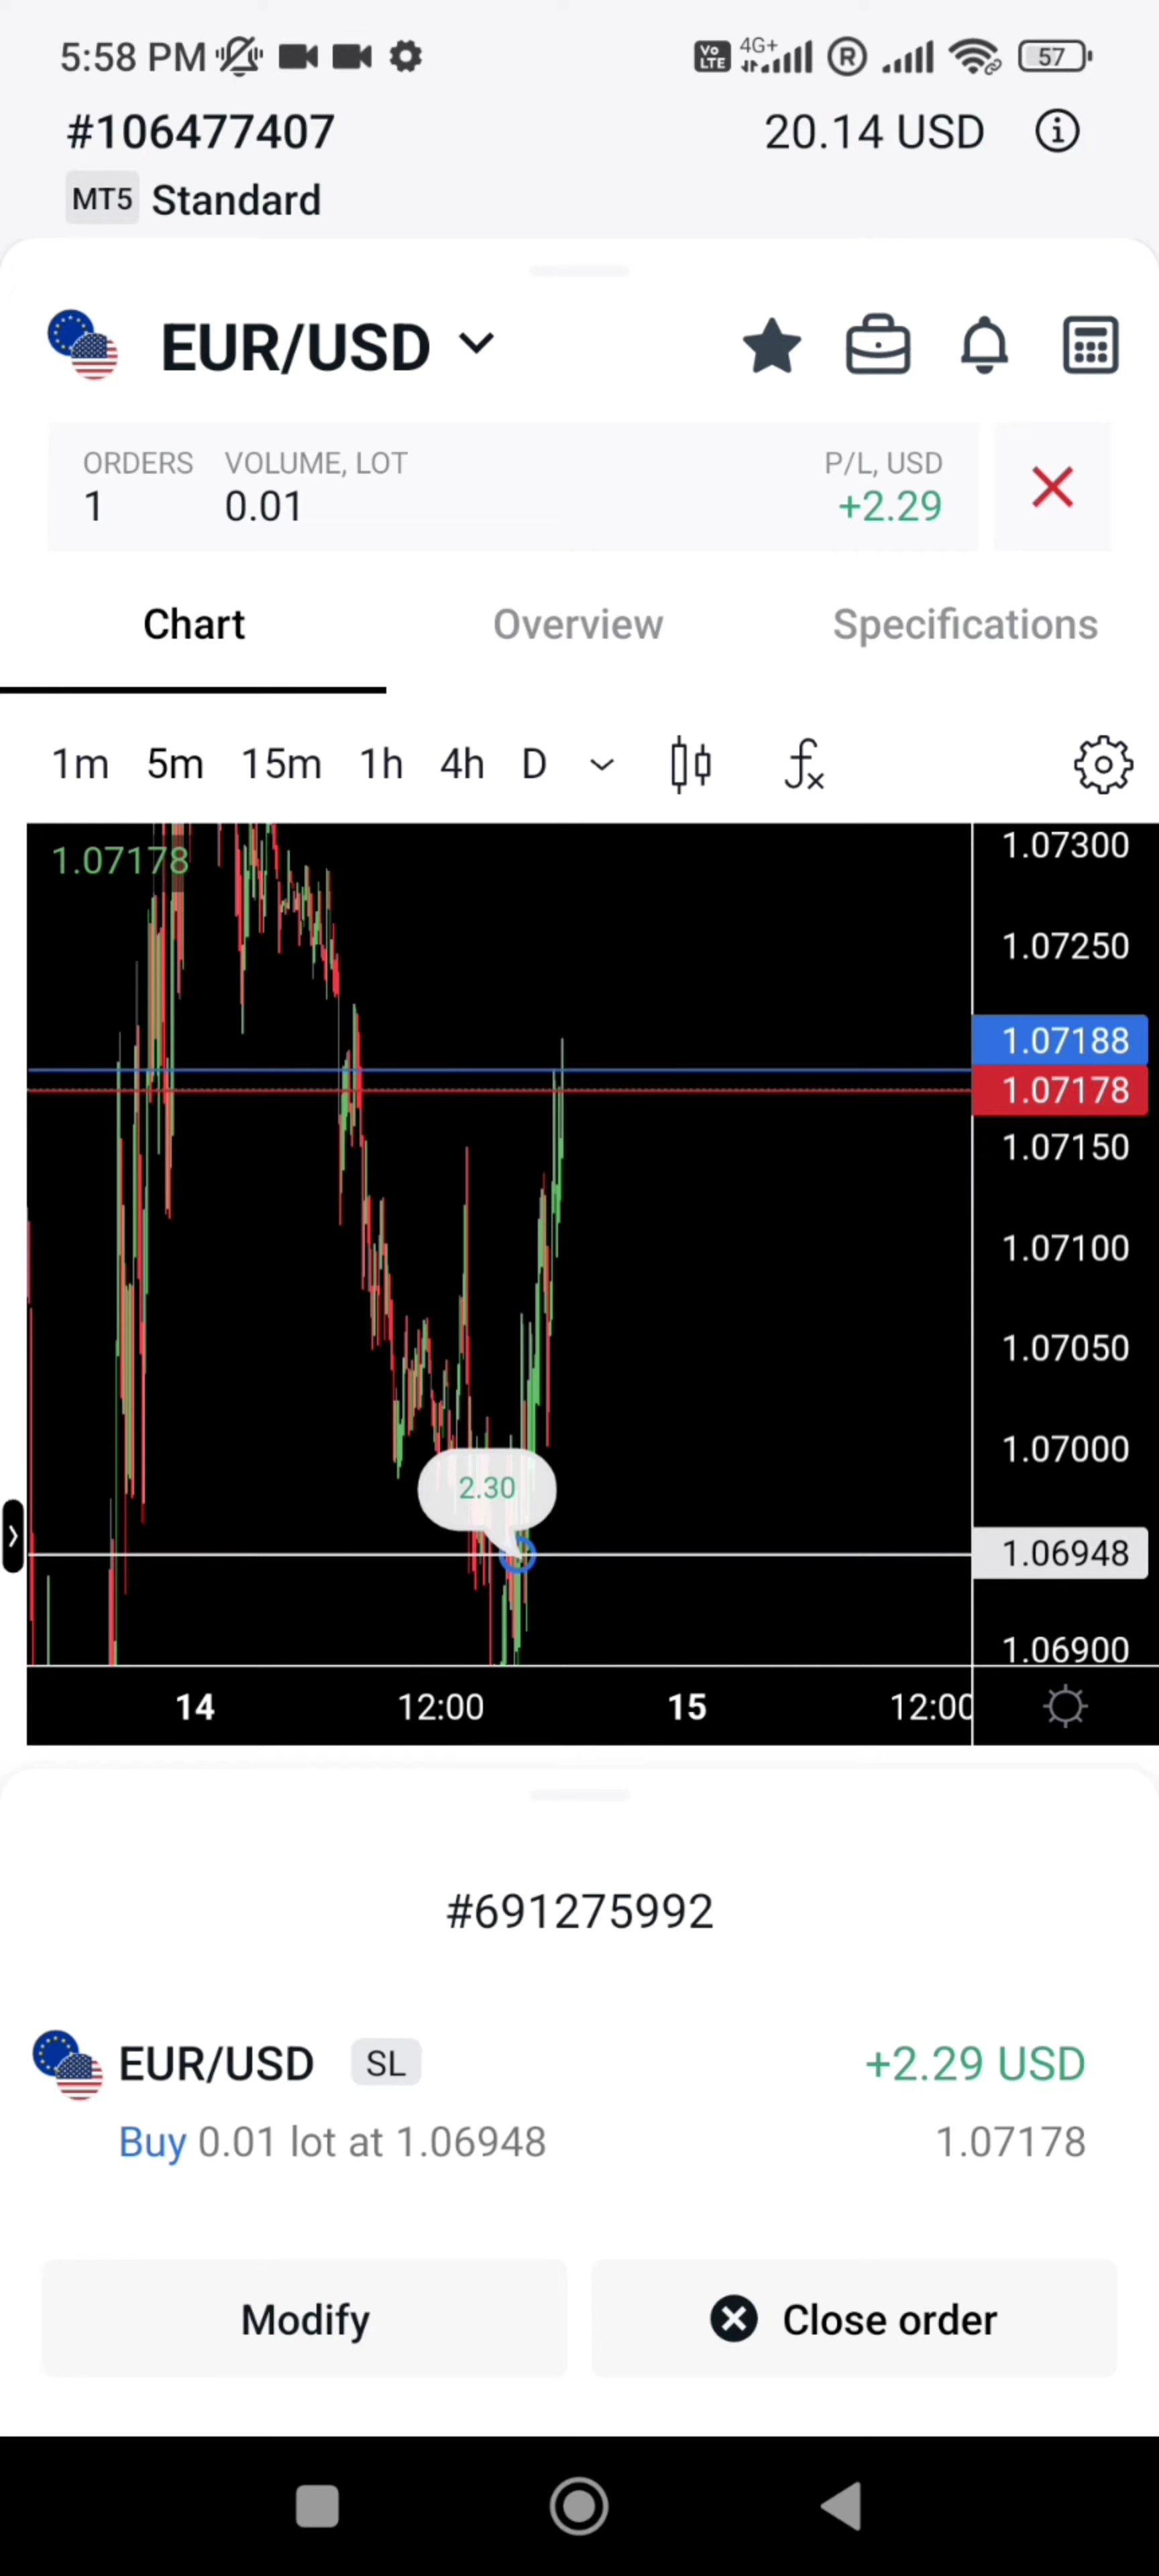 5:58 PM Vo LTE 4G+ R 57
#106477407 20.14 USD
MT5 Standard
EUR/USD
ORDERS VOLUME, LOT P/L, USD
1 0.01 +2.29
Chart Overview Specifications
1m 5m 15m 1h 4h D fx
1.07178
1.07300
1.07250
1.07188
1.07178
1.07150
1.07100
1.07050
1.07000
2.30
1.06948
1.06900
14 12:00 15 12:00
#691275992
EUR/USD SL +2.29 USD
Buy 0.01 lot at 1.06948 1.07178
Modify Close order